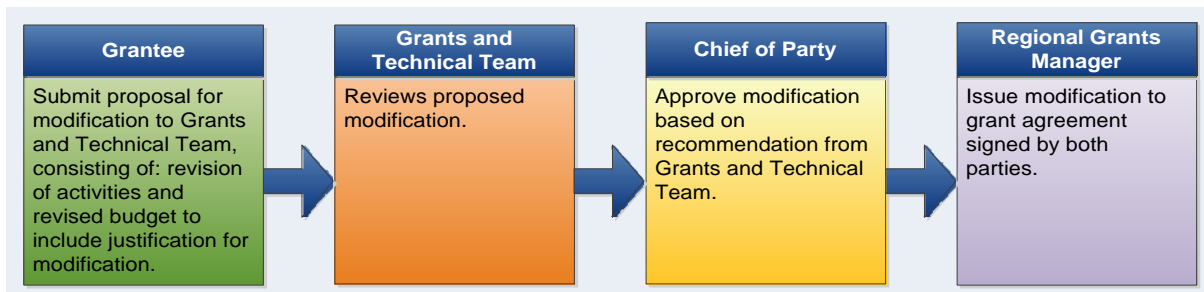 Grantee
Submit proposal for
modification to Grants
and Technical Team,
consisting of: revision
of activities and
revised budget to
include justification for
modification.
Grants and
Technical Team
Reviews proposed
modification.
Chief of Party
Approve modification
based on
recommendation from
Grants and Technical
Team.
Regional Grants
Manager
Issue modification to
grant agreement
signed by both
parties.